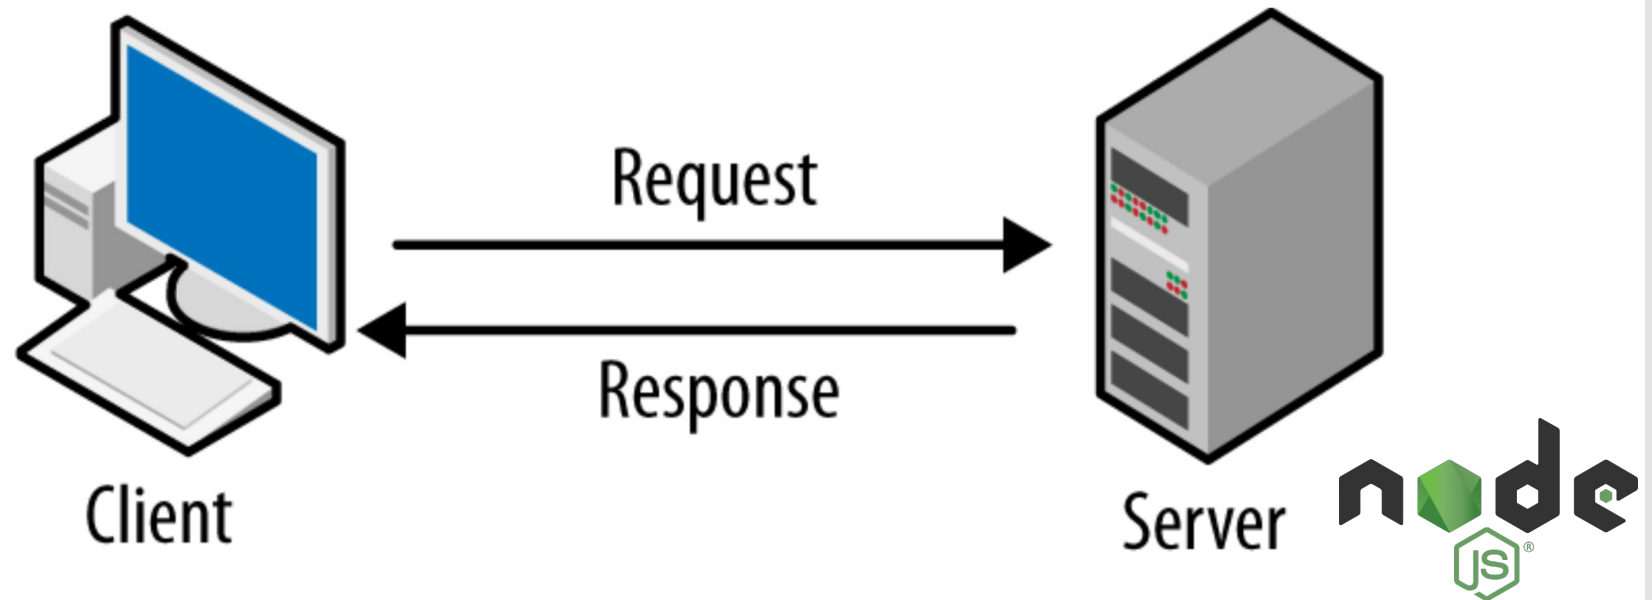 Request
Response
Client
Server
node
JS®